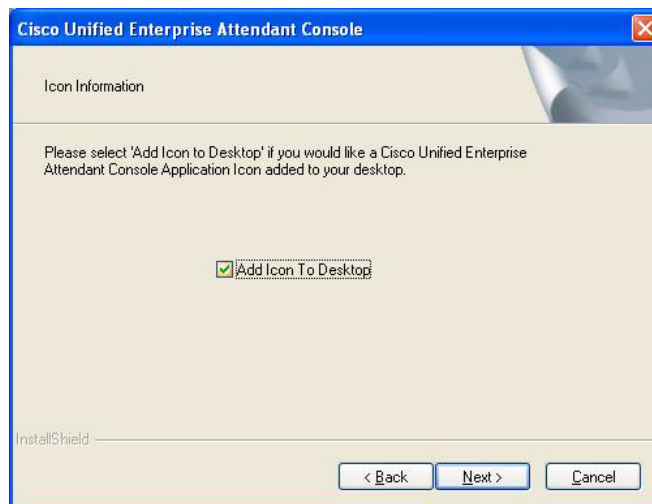 Cisco Unified Enterprise Attendant Console
Icon Information
Please select 'Add Icon to Desktop' if you would like a Cisco Unified Enterprise
Attendant Console Application Icon added to your desktop.
Add Icon To Desktop
InstallShield
< Back Next > Cancel